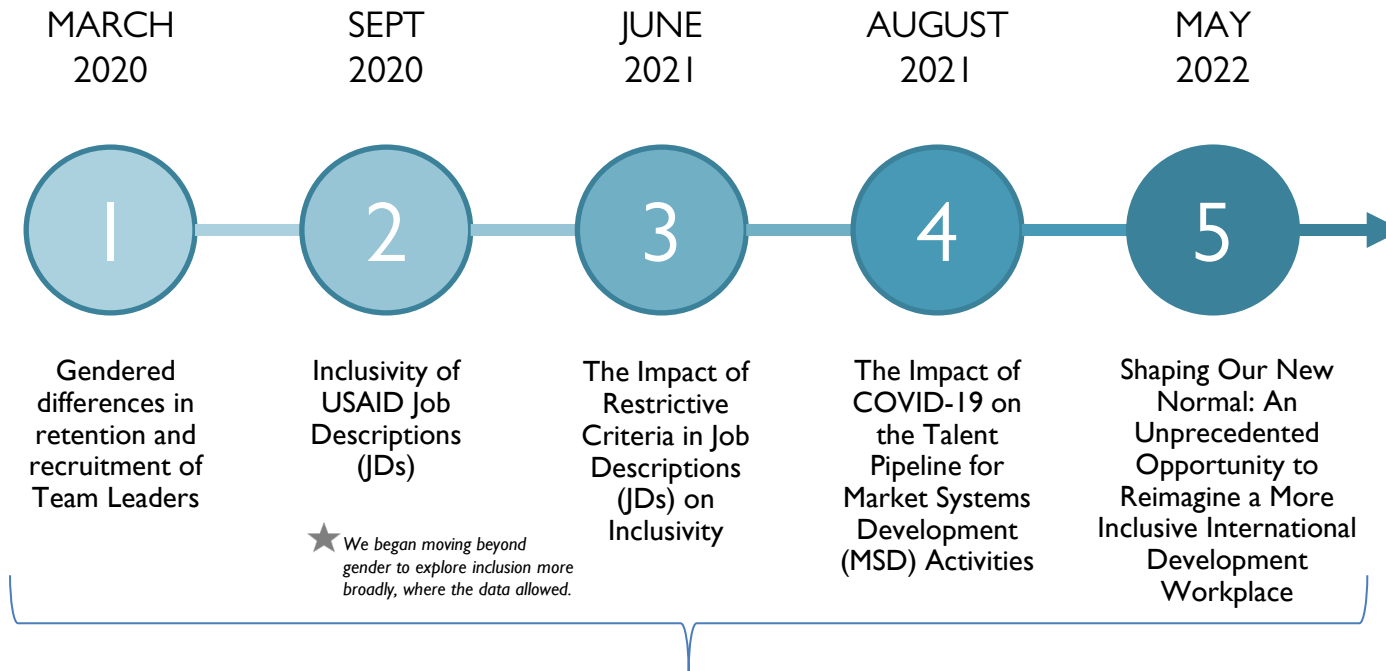 MARCH
2020
SEPT
2020
JUNE
2021
AUGUST
2021
MAY
2022
1
2
3
4
5
Gendered
differences in
retention and
recruitment of
Team Leaders
Inclusivity of
USAID Job
Descriptions
(JDs)
We began moving beyond
gender to explore inclusion more
broadly, where the data allowed.
The Impact of
Restrictive
Criteria in Job
Descriptions
(JDs) on
Inclusivity
The Impact of
COVID-19 on
the Talent
Pipeline for
Market Systems
Development
(MSD) Activities
Shaping Our New
Normal: An
Unprecedented
Opportunity to
Reimagine a More
Inclusive International
Development
Workplace